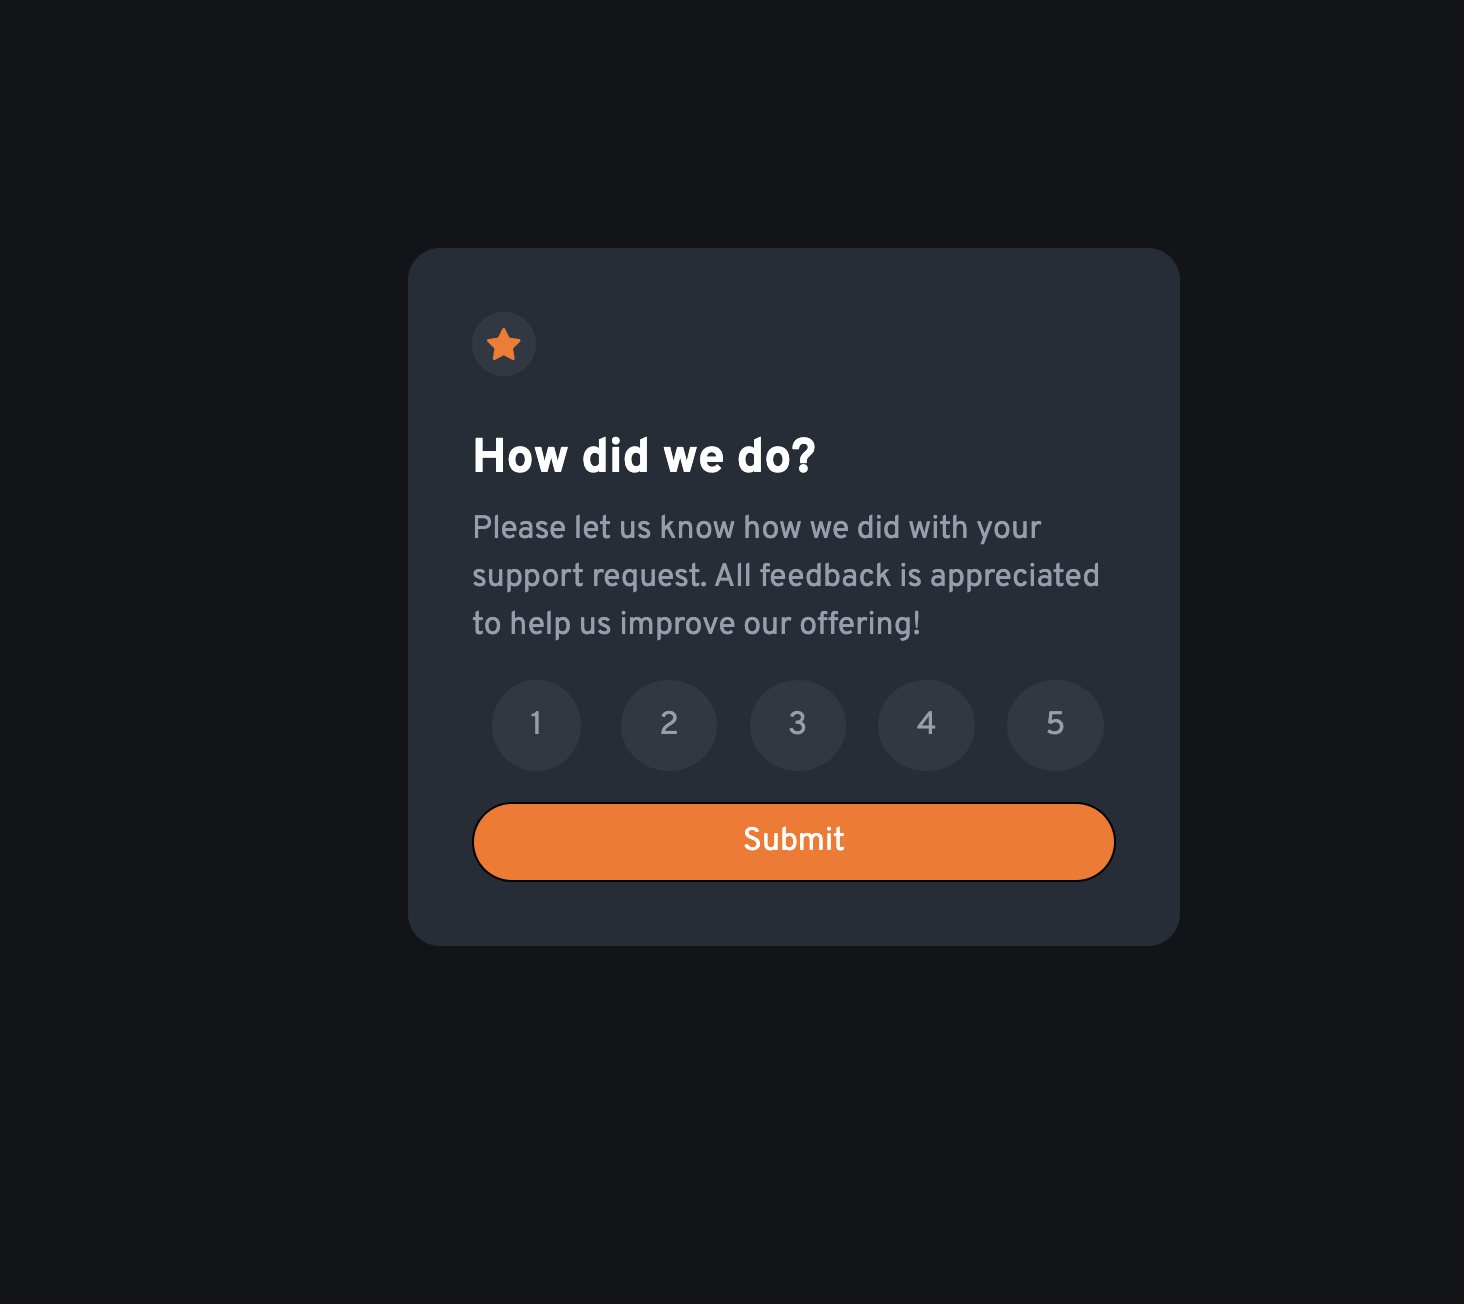 How did we do?
Please let us know how we did with your
support request. All feedback is appreciated
to help us improve our offering!
1 2 3 4 5
Submit